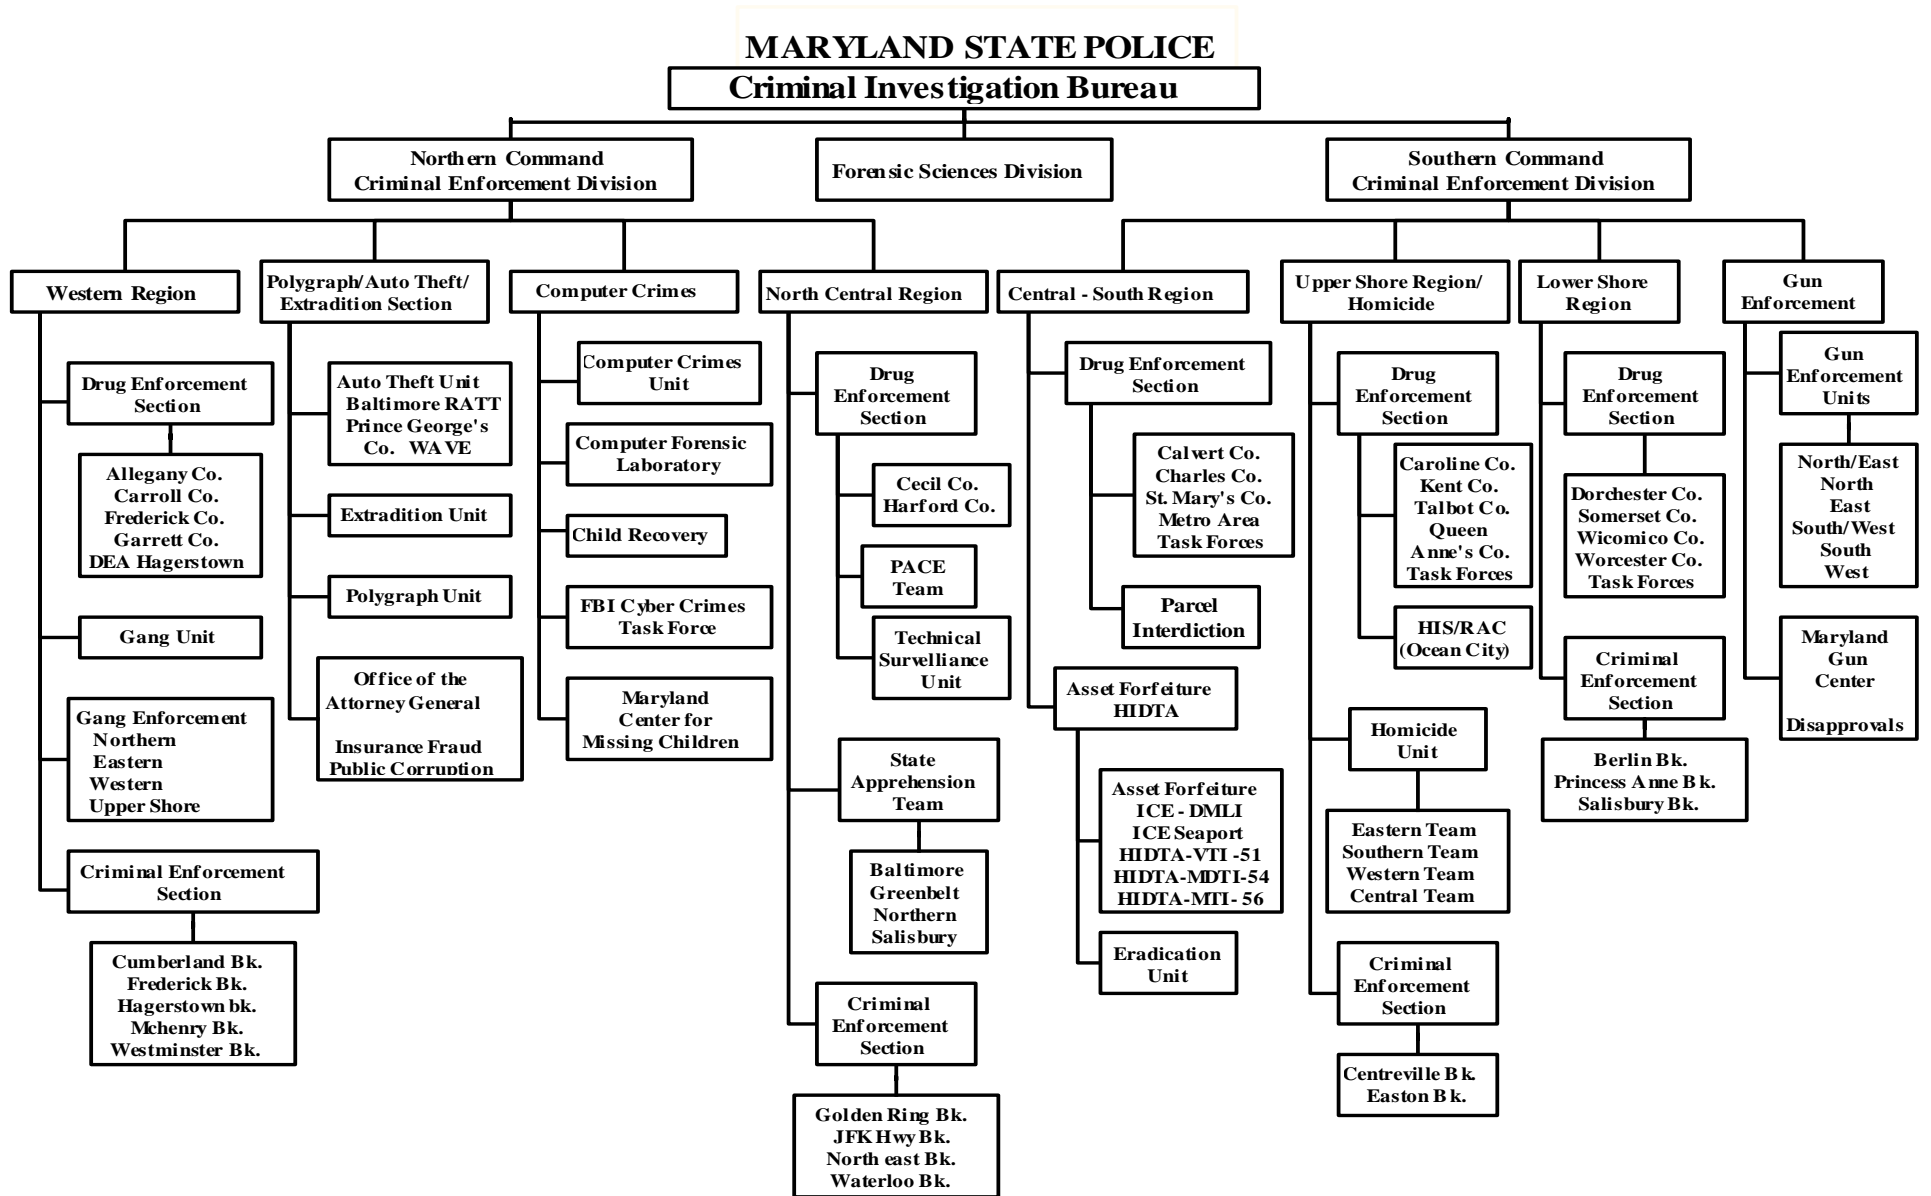 MARYLAND STATE POLICE
Criminal Investigation Bureau
Northern Command
Criminal Enforcement Division
Forensic Sciences Division
Southern Command
Criminal Enforcement Division
Western Region
Polygraph/Auto Theft/
Extradition Section
Computer Crimes
North Central Region
Central - South Region
Upper Shore Region/
Homicide
Lower Shore
Region
Gun
Enforcement
Drug Enforcement
Section
Allegany Co.
Carroll Co.
Frederick Co.
Garrett Co.
DEA Hagerstown
Gang Unit
Gang Enforcement
Northern
Eastern
Western
Upper Shore
Criminal Enforcement
Section
Cumberland Bk.
Frederick Bk.
Hagerstown bk.
Mchenry Bk.
Westminster Bk.
Auto Theft Unit
Baltimore RATT
Prince George's
Co. WAVE
Extradition Unit
Polygraph Unit
Office of the
Attorney General
Insurance Fraud
Public Corruption
Computer Crimes
Unit
Computer Forensic
Laboratory
Child Recovery
FBI Cyber Crimes
Task Force
Maryland
Center for
Missing Children
Drug
Enforcement
Section
Cecil Co.
Harford Co.
PACE
Team
Technical
Survelliance
Unit
State
Apprehension
Team
Baltimore
Greenbelt
Northern
Salisbury
Criminal
Enforcement
Section
Golden Ring Bk.
JFK Hwy Bk.
North east Bk.
Waterloo Bk.
Drug Enforcement
Section
Calvert Co.
Charles Co.
St. Mary's Co.
Metro Area
Task Forces
Parcel
Interdiction
Asset Forfeiture
HIDTA
Asset Forfeiture
ICE - DMLI
ICE Seaport
HIDTA-VTI -51
HIDTA-MDTI-54
HIDTA-MTI- 56
Eradication
Unit
Drug
Enforcement
Section
Caroline Co.
Kent Co.
Talbot Co.
Queen
Anne's Co.
Task Forces
HIS/RAC
(Ocean City)
Homicide
Unit
Eastern Team
Southern Team
Western Team
Central Team
Criminal
Enforcement
Section
Centreville Bk.
Easton Bk.
Drug
Enforcement
Section
Dorchester Co.
Somerset Co.
Wicomico Co.
Worcester Co.
Task Forces
Criminal
Enforcement
Section
Berlin Bk.
Princess Anne Bk.
Salisbury Bk.
Gun
Enforcement
Units
North/East
North
East
South/West
South
West
Maryland
Gun
Center
Disapprovals